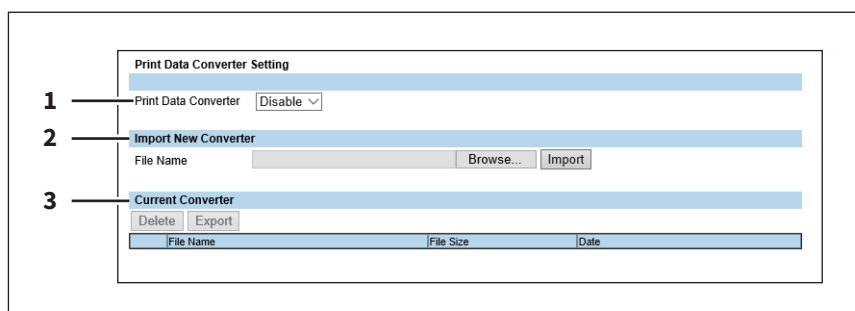 Print Data Converter Setting
1 Print Data Converter Disable
2 Import New Converter
File Name Browse... Import
3 Current Converter
Delete Export
File Name File Size Date